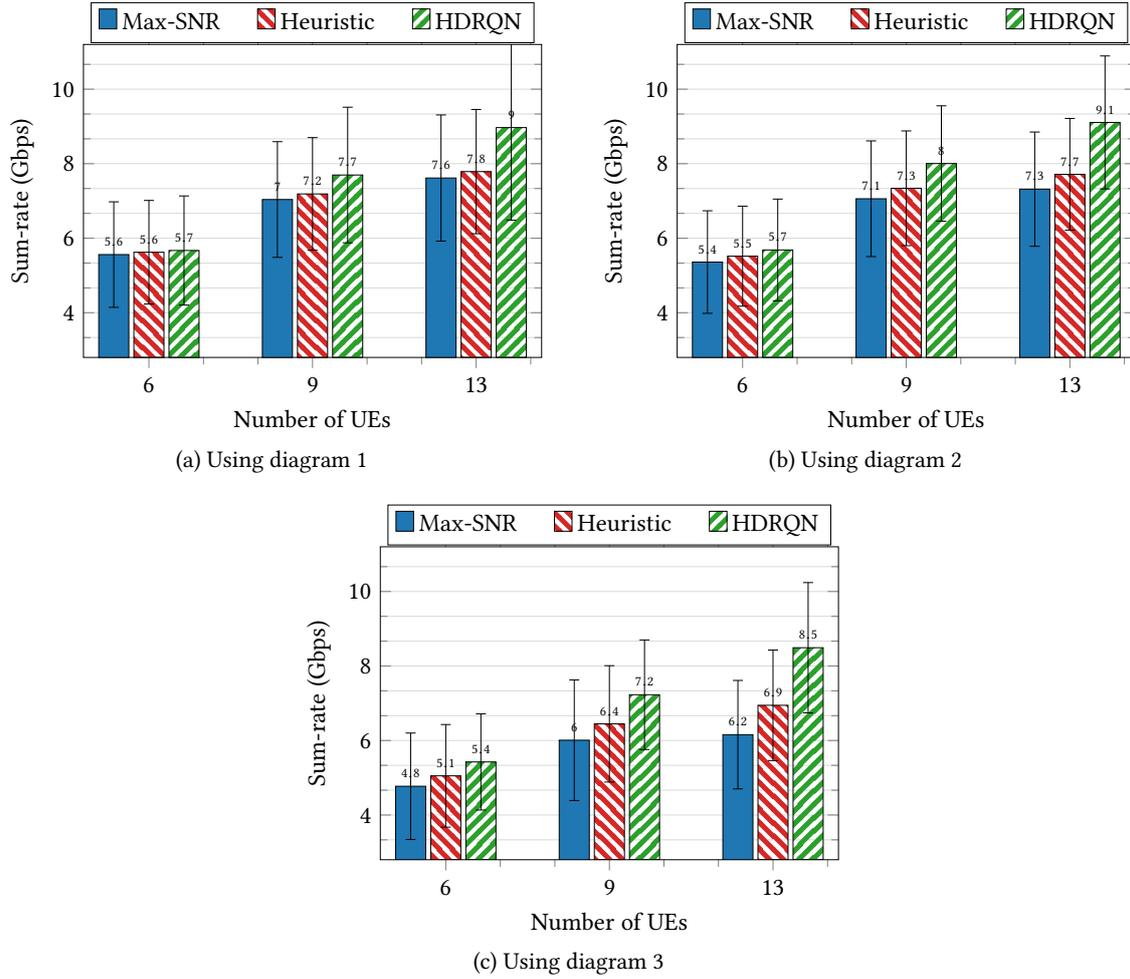 Max-SNR Heuristic HDRQN
Sum-rate (Gbps)
10
8
6
4
5.6 5.6 5.7
7 7.2 7.7
7.6 7.8 9
6 9 13
Number of UEs
(a) Using diagram 1
Max-SNR Heuristic HDRQN
Sum-rate (Gbps)
10
8
6
4
5.4 5.5 5.7
7.1 7.3 8
7.3 7.7 9.1
6 9 13
Number of UEs
(b) Using diagram 2
Max-SNR Heuristic HDRQN
Sum-rate (Gbps)
10
8
6
4
4.8 5.1 5.4
6 6.4 7.2
6.2 6.9 8.5
6 9 13
Number of UEs
(c) Using diagram 3